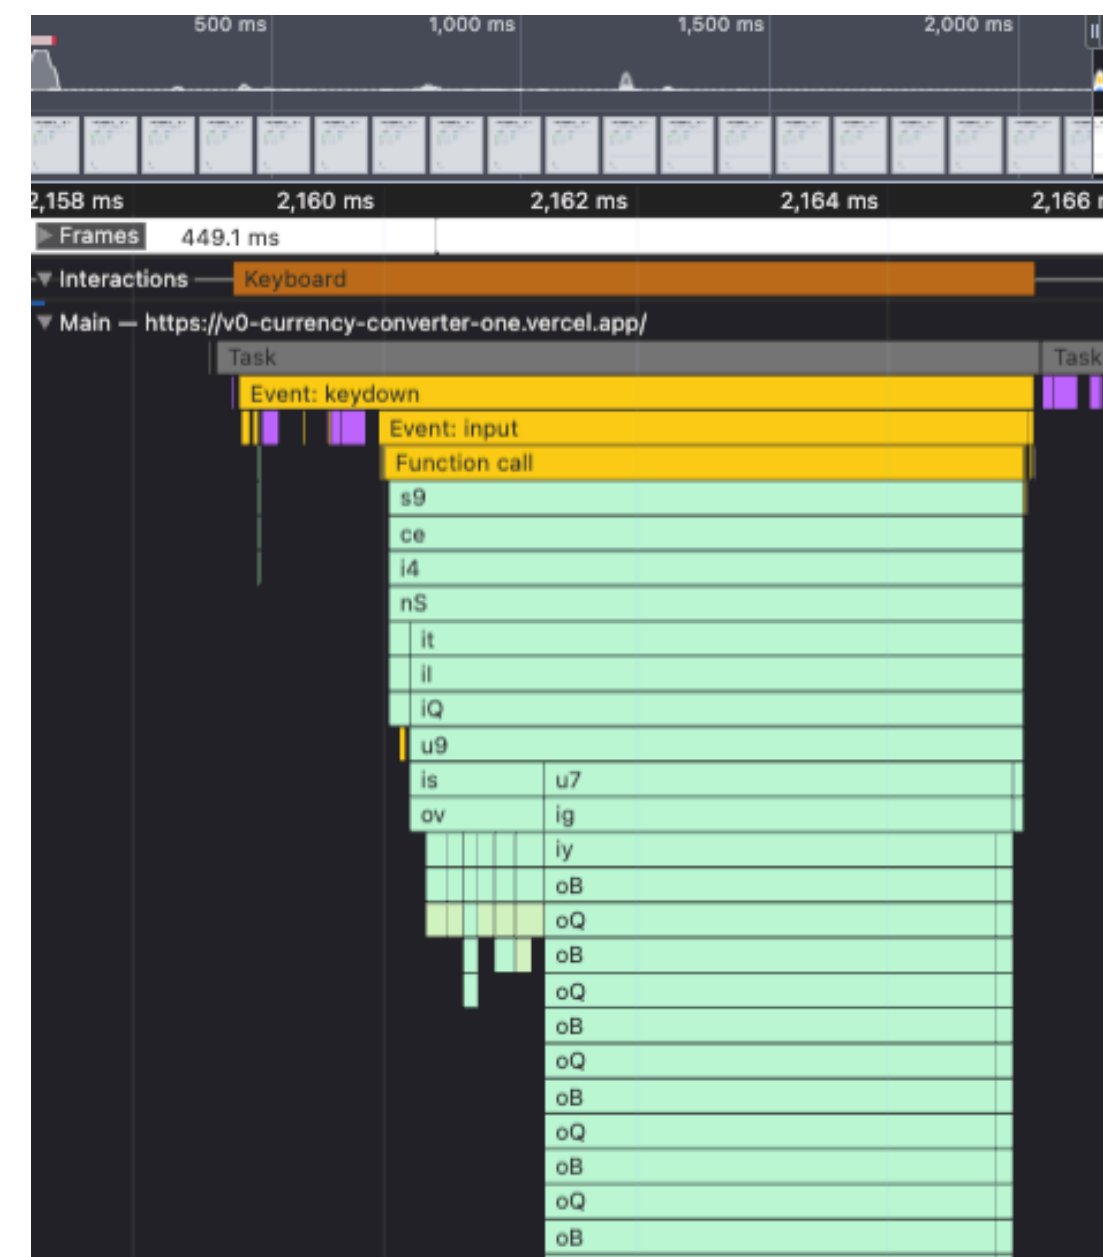 500 ms 1,000 ms 1,500 ms 2,000 ms
2,158 ms 2,160 ms 2,162 ms 2,164 ms 2,166
Frames 449.1 ms
Interactions Keyboard
Main — https://v0-currency-converter-one.vercel.app/
Task Task
Event: keydown
Event: input
Function call
s9
ce
i4
nS
it
il
iQ
u9
is u7
ov ig
iy
oB
oQ
oB
oQ
oB
oQ
oB
oQ
oB
oQ
oB